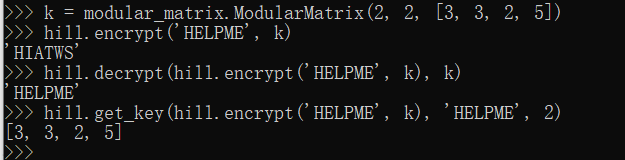 >>> k = modular_matrix.ModularMatrix(2, 2, [3, 3, 2, 5])
>>> hill.encrypt('HELPME', k)
'HIATWS'
>>> hill.decrypt(hill.encrypt('HELPME', k), k)
'HELPME'
>>> hill.get_key(hill.encrypt('HELPME', k), 'HELPME', 2)
[3, 3, 2, 5]
>>>